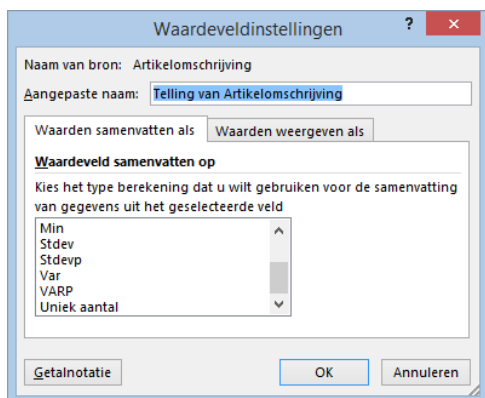 Waardeveldinstellingen ? ×
Naam van bron: Artikelomschrijving
Aangepaste naam: Telling van Artikelomschrijving
Waarden samenvatten als Waarden weergeven als
Waardeveld samenvatten op
Kies het type berekening dat u wilt gebruiken voor de samenvatting
van gegevens uit het geselecteerde veld
Min
Stdev
Stdevp
Var
VARP
Uniek aantal
Getalnotatie OK Annuleren